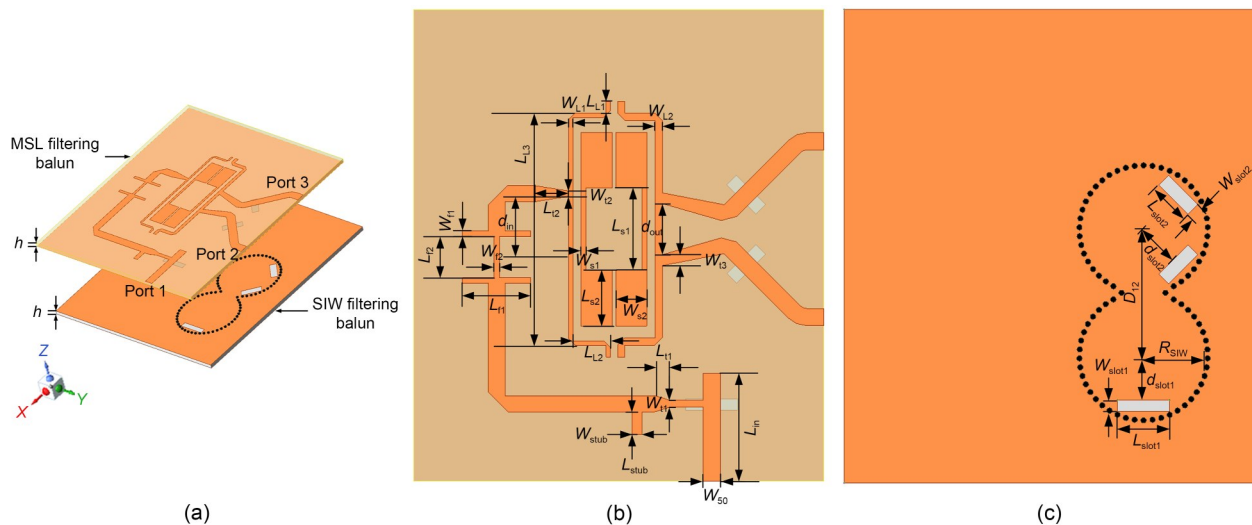 MSL filtering
balun
Port 3
Port 2
Port 1
h
h
SIW filtering
balun
Z
X
Y
(a)
W_L1
L_L1
W_L2
L_L3
W_t2
L_t2
d_in
L_s1
d_out
W_f1
L_f2
W_f2
W_s1
W_t3
L_f1
L_s2
W_s2
L_L2
L_t1
W_t1
W_stub
L_stub
L_in
W_50
(b)
W_slot2
L_slot2
d_slot2
D_12
R_SIW
W_slot1
d_slot1
L_slot1
(c)